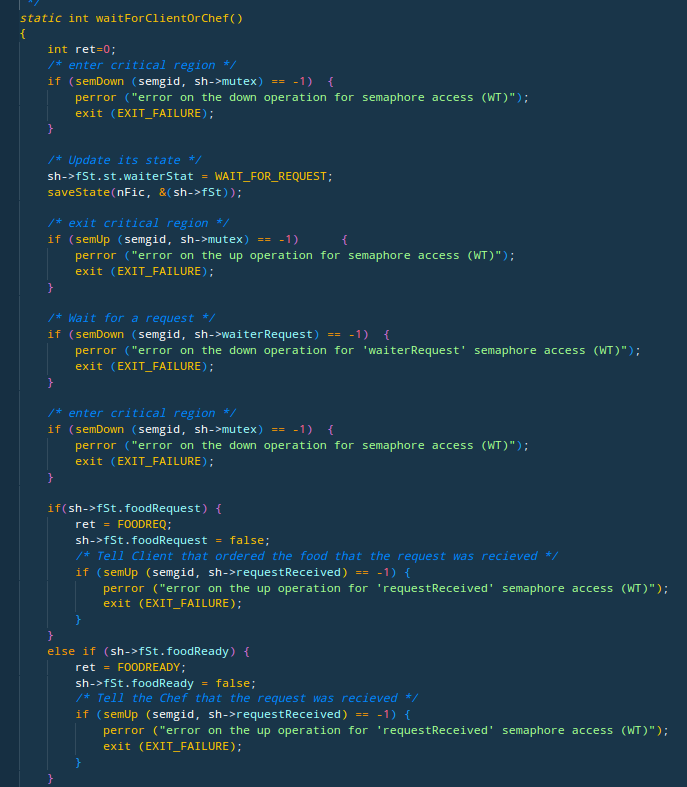 */
static int waitForClientOrChef()
{
    int ret=0;
    /* enter critical region */
    if (semDown (semgid, sh->mutex) == -1)  {
        perror ("error on the down operation for semaphore access (WT)");
        exit (EXIT_FAILURE);
    }

    /* Update its state */
    sh->fSt.st.waiterStat = WAIT_FOR_REQUEST;
    saveState(nFic, &(sh->fSt));

    /* exit critical region */
    if (semUp (semgid, sh->mutex) == -1)      {
        perror ("error on the up operation for semaphore access (WT)");
        exit (EXIT_FAILURE);
    }

    /* Wait for a request */
    if (semDown (semgid, sh->waiterRequest) == -1)  {
        perror ("error on the down operation for 'waiterRequest' semaphore access (WT)");
        exit (EXIT_FAILURE);
    }

    /* enter critical region */
    if (semDown (semgid, sh->mutex) == -1)  {
        perror ("error on the down operation for semaphore access (WT)");
        exit (EXIT_FAILURE);
    }

    if(sh->fSt.foodRequest) {
        ret = FOODREQ;
        sh->fSt.foodRequest = false;
        /* Tell Client that ordered the food that the request was recieved */
        if (semUp (semgid, sh->requestReceived) == -1) {
            perror ("error on the up operation for 'requestReceived' semaphore access (WT)");
            exit (EXIT_FAILURE);
        }
    }
    else if (sh->fSt.foodReady) {
        ret = FOODREADY;
        sh->fSt.foodReady = false;
        /* Tell the Chef that the request was recieved */
        if (semUp (semgid, sh->requestReceived) == -1) {
            perror ("error on the up operation for 'requestReceived' semaphore access (WT)");
            exit (EXIT_FAILURE);
        }
    }